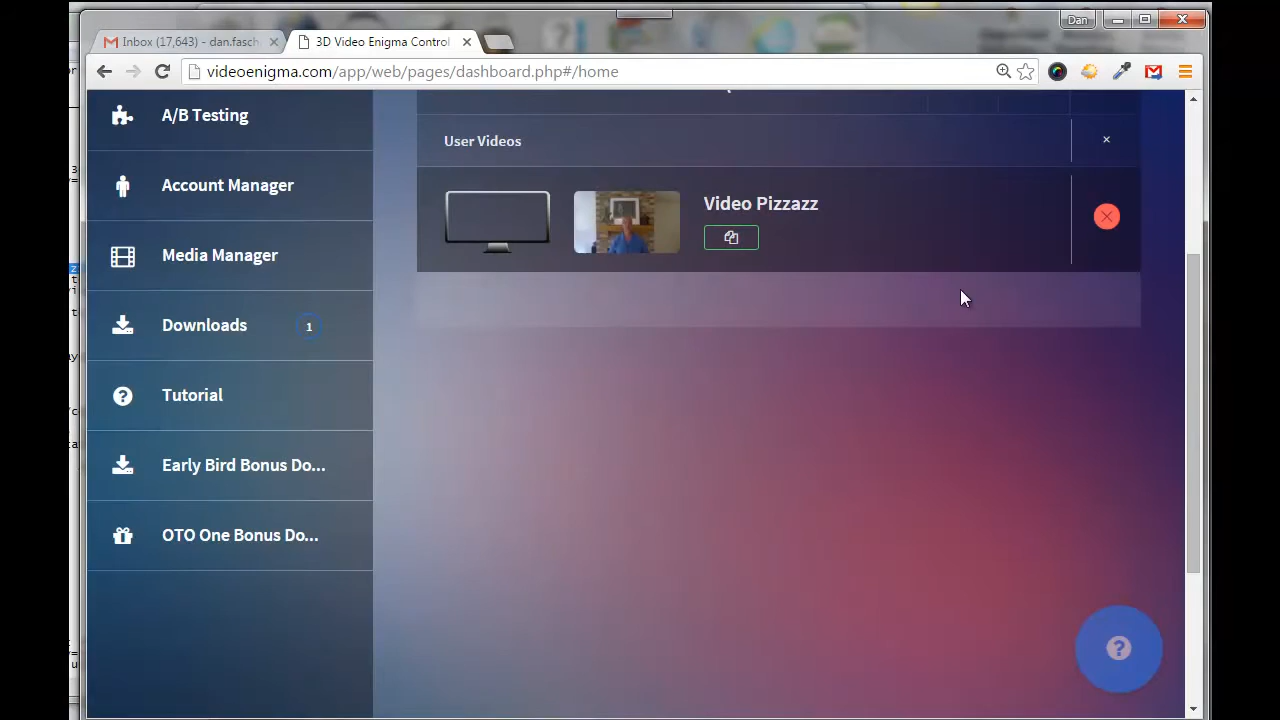 Dan
Inbox (17,643) - dan.fasch
3D Video Enigma Control
videoenigma.com/app/web/pages/dashboard.php#/home
A/B Testing
User Videos
Account Manager
Video Pizzazz
Media Manager
Downloads 1
Tutorial
Early Bird Bonus Do...
OTO One Bonus Do...